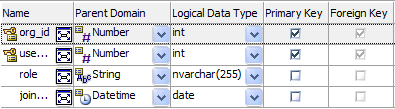 Name Parent Domain Logical Data Type Primary Key Foreign Key
org_id Number int
use... Number int
role String nvarchar(255)
join... Datetime date